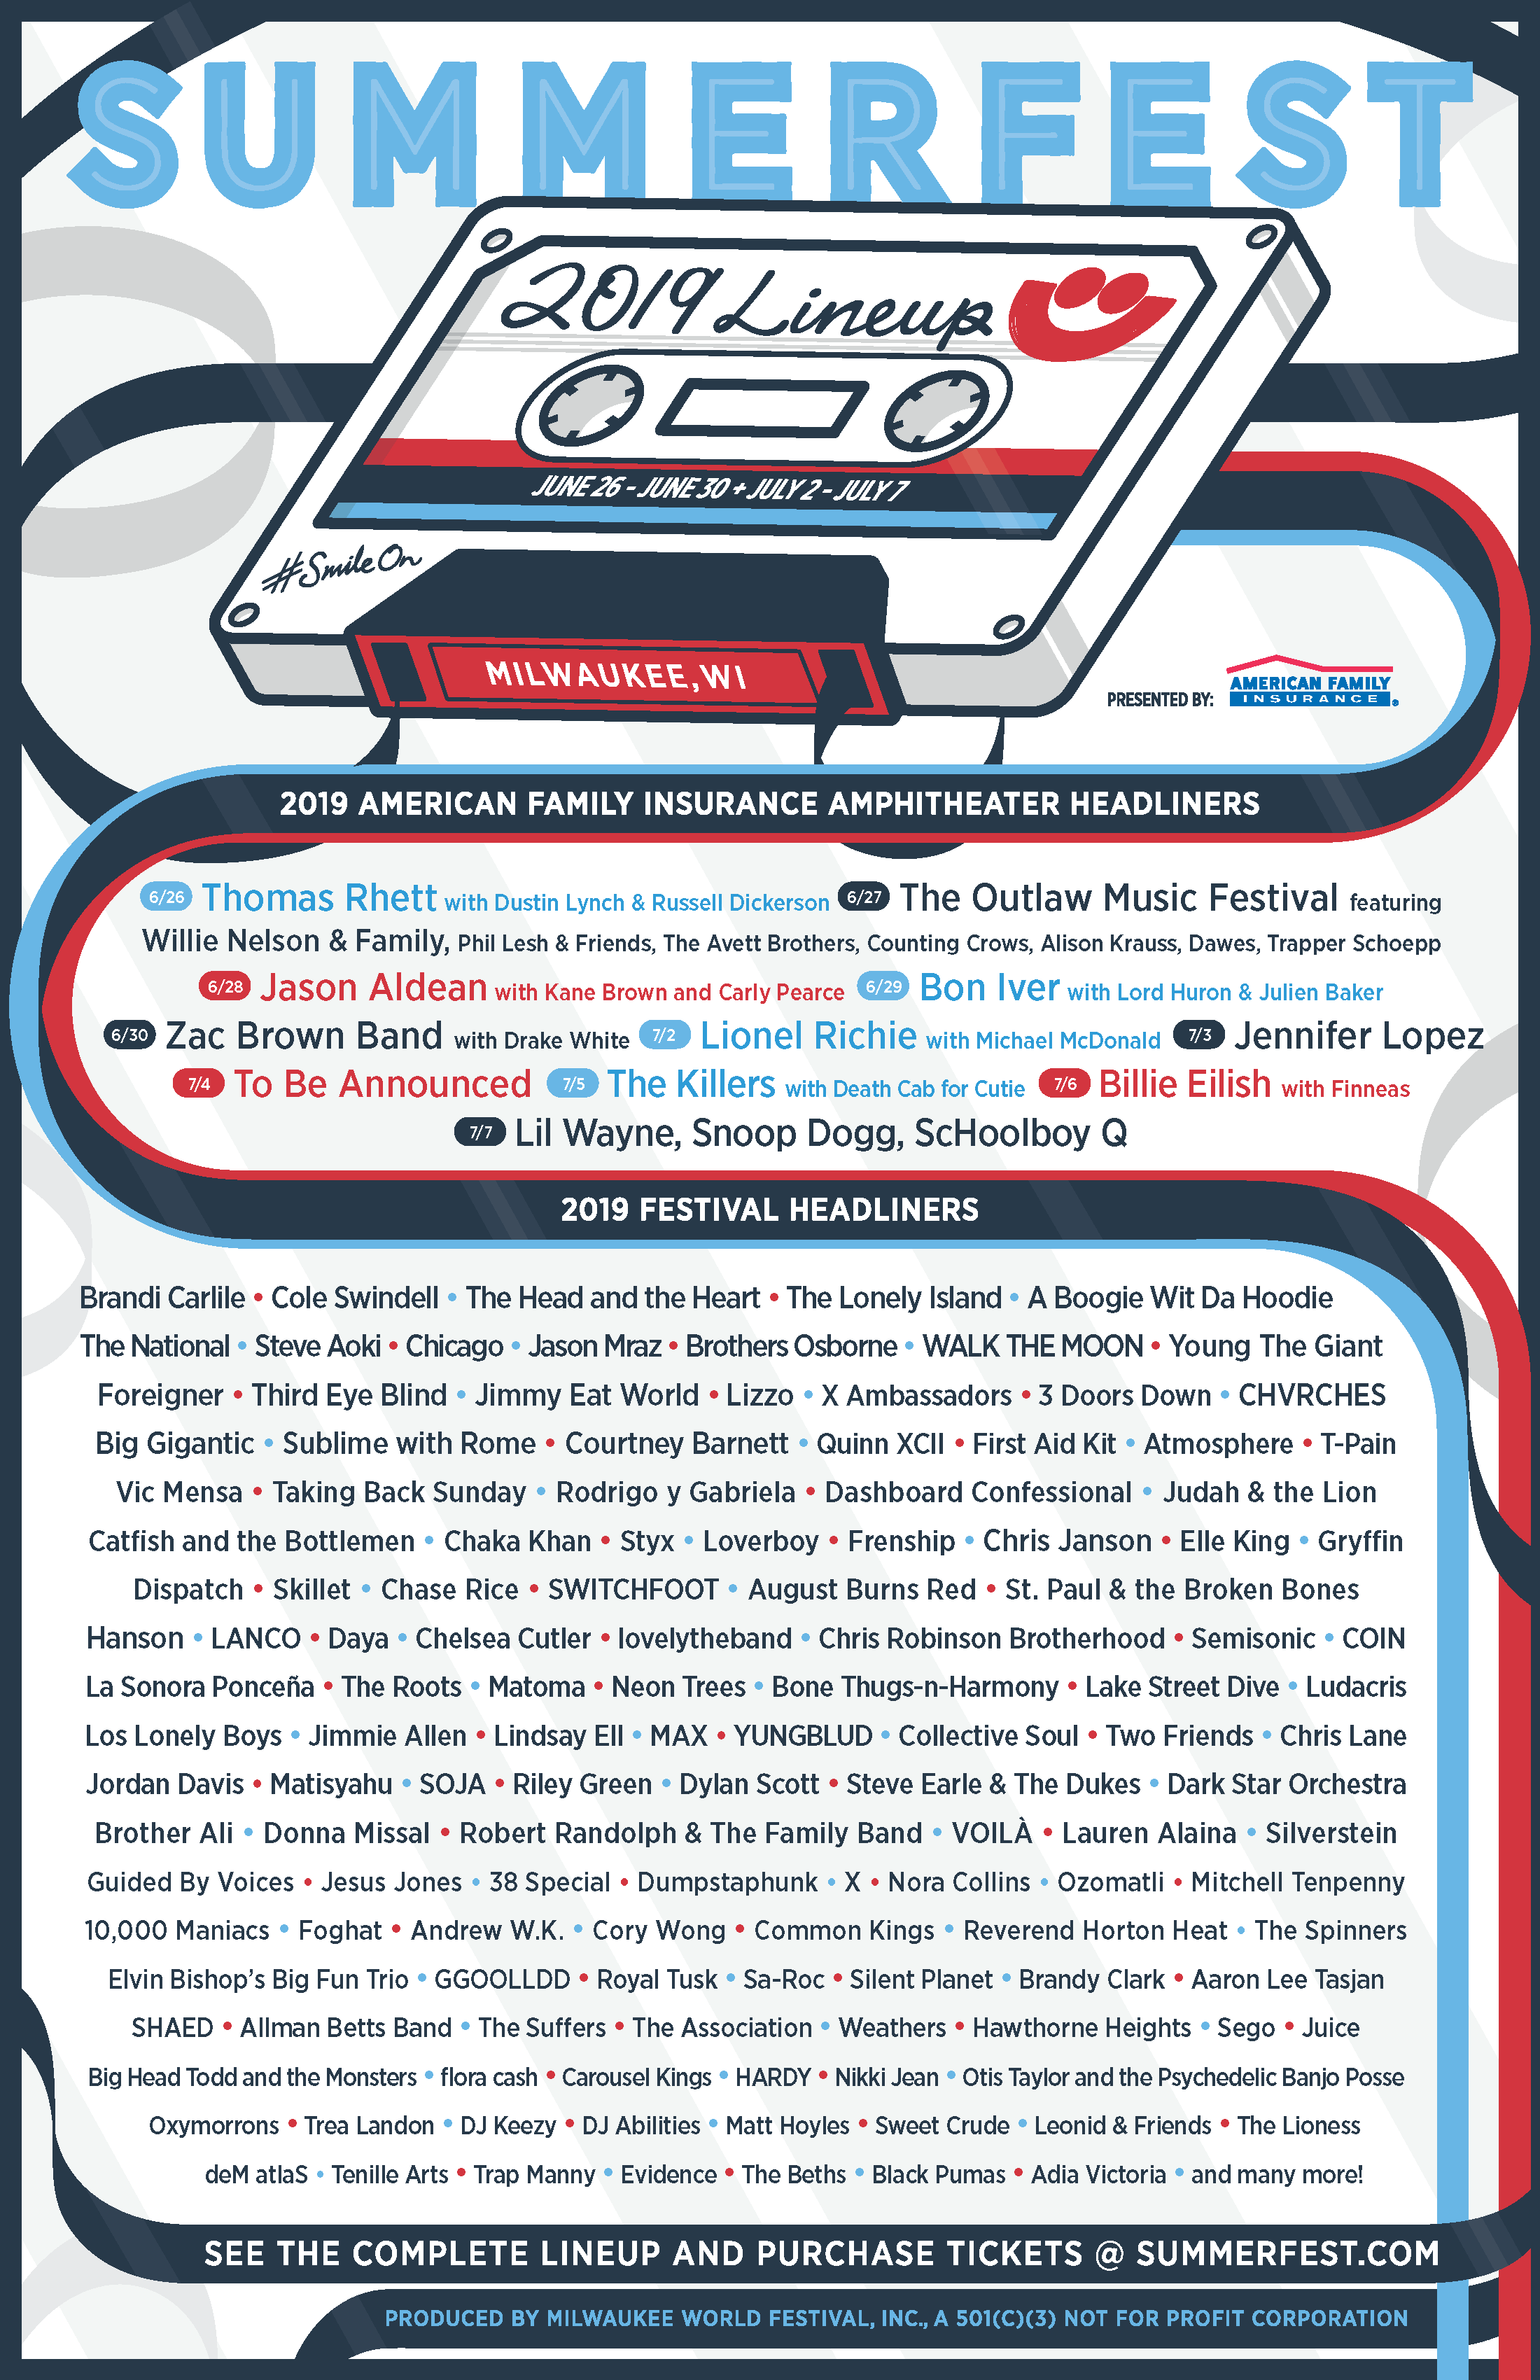 SUMMERFEST
2019 Lineup
JUNE 26 - JUNE 30 + JULY 2 - JULY 7
#SmileOn
MILWAUKEE, WI
PRESENTED BY: AMERICAN FAMILY
INSURANCE ®
2019 AMERICAN FAMILY INSURANCE AMPHITHEATER HEADLINERS
6/26 Thomas Rhett with Dustin Lynch & Russell Dickerson 6/27 The Outlaw Music Festival featuring
Willie Nelson & Family, Phil Lesh & Friends, The Avett Brothers, Counting Crows, Alison Krauss, Dawes, Trapper Schoepp
6/28 Jason Aldean with Kane Brown and Carly Pearce 6/29 Bon Iver with Lord Huron & Julien Baker
6/30 Zac Brown Band with Drake White 7/2 Lionel Richie with Michael McDonald 7/3 Jennifer Lopez
7/4 To Be Announced 7/5 The Killers with Death Cab for Cutie 7/6 Billie Eilish with Finneas
7/7 Lil Wayne, Snoop Dogg, ScHoolboy Q
2019 FESTIVAL HEADLINERS
Brandi Carlile • Cole Swindell • The Head and the Heart • The Lonely Island • A Boogie Wit Da Hoodie
The National • Steve Aoki • Chicago • Jason Mraz • Brothers Osborne • WALK THE MOON • Young The Giant
Foreigner • Third Eye Blind • Jimmy Eat World • Lizzo • X Ambassadors • 3 Doors Down • CHVRCHES
Big Gigantic • Sublime with Rome • Courtney Barnett • Quinn XCII • First Aid Kit • Atmosphere • T-Pain
Vic Mensa • Taking Back Sunday • Rodrigo y Gabriela • Dashboard Confessional • Judah & the Lion
Catfish and the Bottlemen • Chaka Khan • Styx • Loverboy • Frenship • Chris Janson • Elle King • Gryffin
Dispatch • Skillet • Chase Rice • SWITCHFOOT • August Burns Red • St. Paul & the Broken Bones
Hanson • LANCO • Daya • Chelsea Cutler • lovelytheband • Chris Robinson Brotherhood • Semisonic • COIN
La Sonora Ponceña • The Roots • Matoma • Neon Trees • Bone Thugs-n-Harmony • Lake Street Dive • Ludacris
Los Lonely Boys • Jimmie Allen • Lindsay Ell • MAX • YUNGBLUD • Collective Soul • Two Friends • Chris Lane
Jordan Davis • Matisyahu • SOJA • Riley Green • Dylan Scott • Steve Earle & The Dukes • Dark Star Orchestra
Brother Ali • Donna Missal • Robert Randolph & The Family Band • VOILÀ • Lauren Alaina • Silverstein
Guided By Voices • Jesus Jones • 38 Special • Dumpstaphunk • X • Nora Collins • Ozomatli • Mitchell Tenpenny
10,000 Maniacs • Foghat • Andrew W.K. • Cory Wong • Common Kings • Reverend Horton Heat • The Spinners
Elvin Bishop's Big Fun Trio • GGOOLLDD • Royal Tusk • Sa-Roc • Silent Planet • Brandy Clark • Aaron Lee Tasjan
SHAED • Allman Betts Band • The Suffers • The Association • Weathers • Hawthorne Heights • Sego • Juice
Big Head Todd and the Monsters • flora cash • Carousel Kings • HARDY • Nikki Jean • Otis Taylor and the Psychedelic Banjo Posse
Oxymorrons • Trea Landon • DJ Keezy • DJ Abilities • Matt Hoyles • Sweet Crude • Leonid & Friends • The Lioness
deM atlaS • Tenille Arts • Trap Manny • Evidence • The Beths • Black Pumas • Adia Victoria • and many more!
SEE THE COMPLETE LINEUP AND PURCHASE TICKETS @ SUMMERFEST.COM
PRODUCED BY MILWAUKEE WORLD FESTIVAL, INC., A 501(C)(3) NOT FOR PROFIT CORPORATION